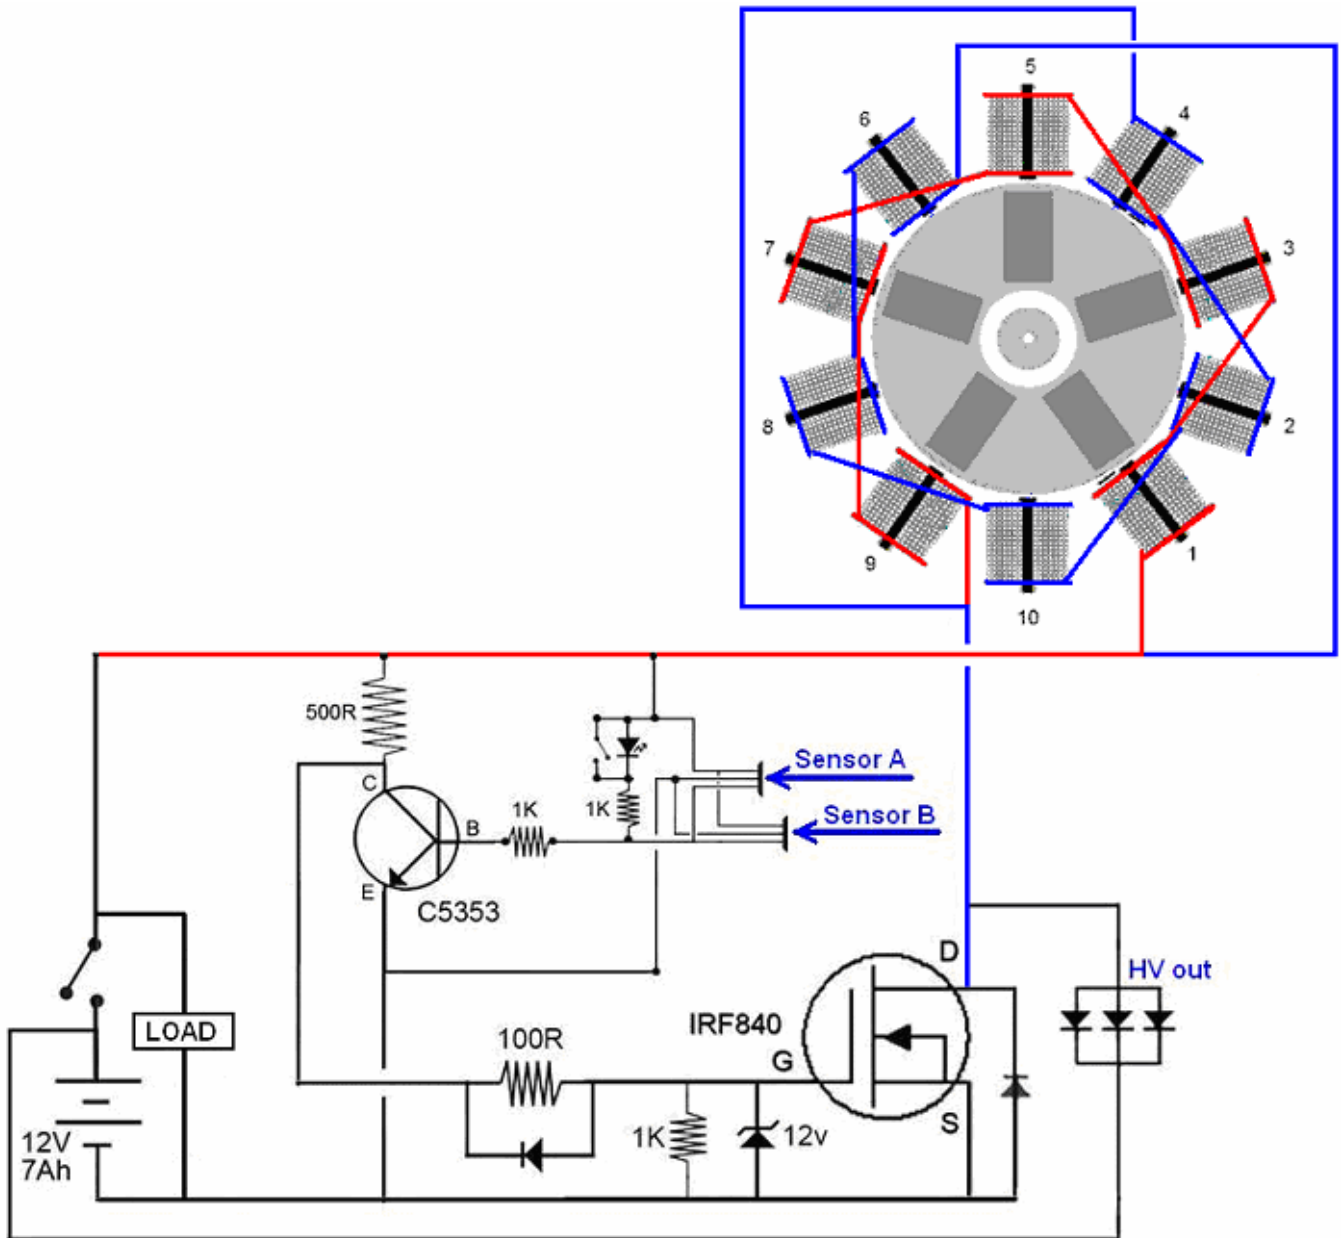 5
6
4
7
3
8
2
9
1
10
500R
Sensor A
C
1K
1K
B
Sensor B
E
C5353
D
HV out
LOAD
IRF840
100R
G
12V
7Ah
1K
12v
S